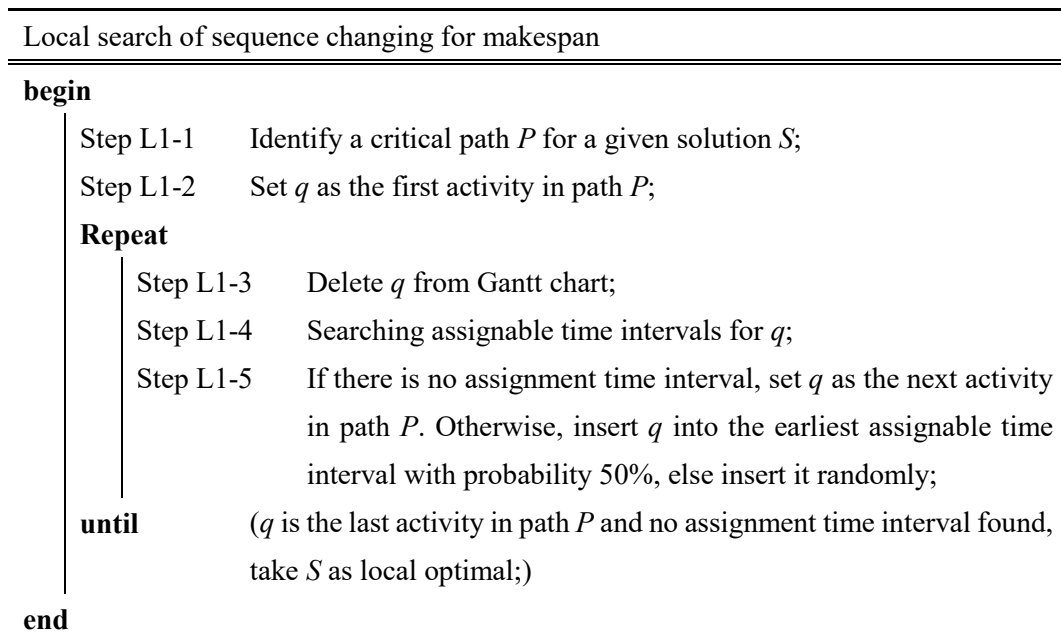 Local search of sequence changing for makespan
begin
Step L1-1 Identify a critical path P for a given solution S;
Step L1-2 Set q as the first activity in path P;
Repeat
Step L1-3 Delete q from Gantt chart;
Step L1-4 Searching assignable time intervals for q;
Step L1-5 If there is no assignment time interval, set q as the next activity
in path P. Otherwise, insert q into the earliest assignable time
interval with probability 50%, else insert it randomly;
until (q is the last activity in path P and no assignment time interval found,
take S as local optimal;)
end